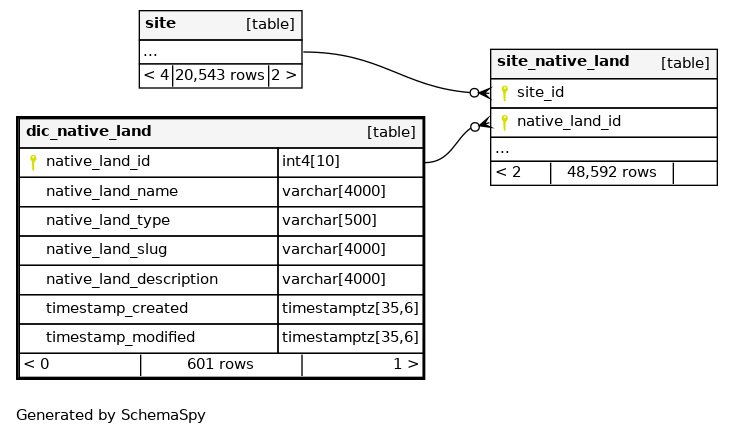 site [table]
...
< 4 20,543 rows 2 >
site_native_land [table]
site_id
native_land_id
...
< 2 48,592 rows
dic_native_land [table]
native_land_id int4[10]
native_land_name varchar[4000]
native_land_type varchar[500]
native_land_slug varchar[4000]
native_land_description varchar[4000]
timestamp_created timestamptz[35,6]
timestamp_modified timestamptz[35,6]
< 0 601 rows 1 >
Generated by SchemaSpy